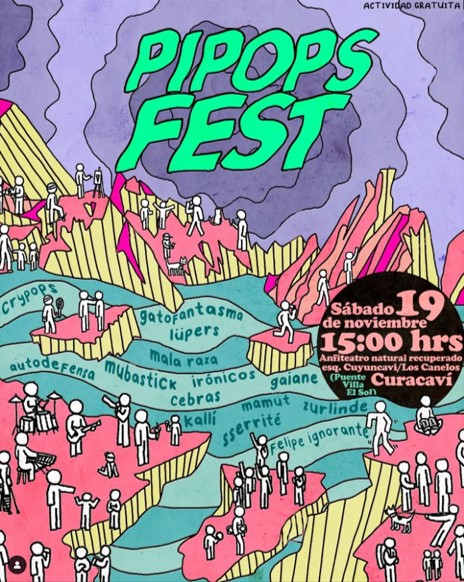 ACTIVIDAD GRATUITA
PIPOPS
FEST
crypops
gatofantasma
lüpers
Sábado 19
de noviembre
15:00 hrs
Anfiteatro natural recuperado
esq. Cuyuncaví/Los Canelos
(Puente
Villa
El Sol)
Curacaví
mala raza
autodefensa
mubastick
irónicos
gaiane
cebras
mamut
zurlinde
kallí
sserrité
felipe ignorante